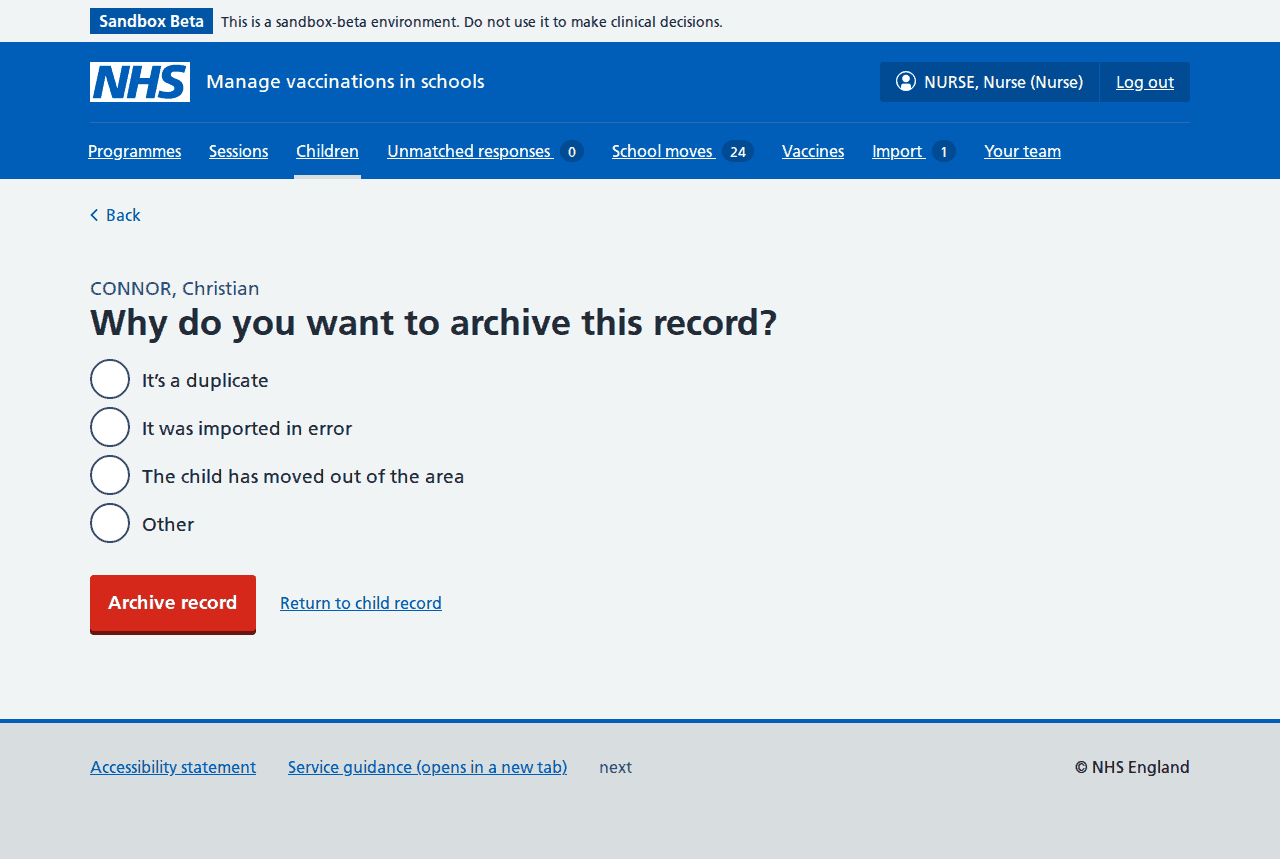 Sandbox Beta This is a sandbox-beta environment. Do not use it to make clinical decisions.
NHS Manage vaccinations in schools NURSE, Nurse (Nurse) Log out
Programmes Sessions Children Unmatched responses 0 School moves 24 Vaccines Import 1 Your team
Back
CONNOR, Christian
Why do you want to archive this record?
It’s a duplicate
It was imported in error
The child has moved out of the area
Other
Archive record Return to child record
Accessibility statement Service guidance (opens in a new tab) next © NHS England